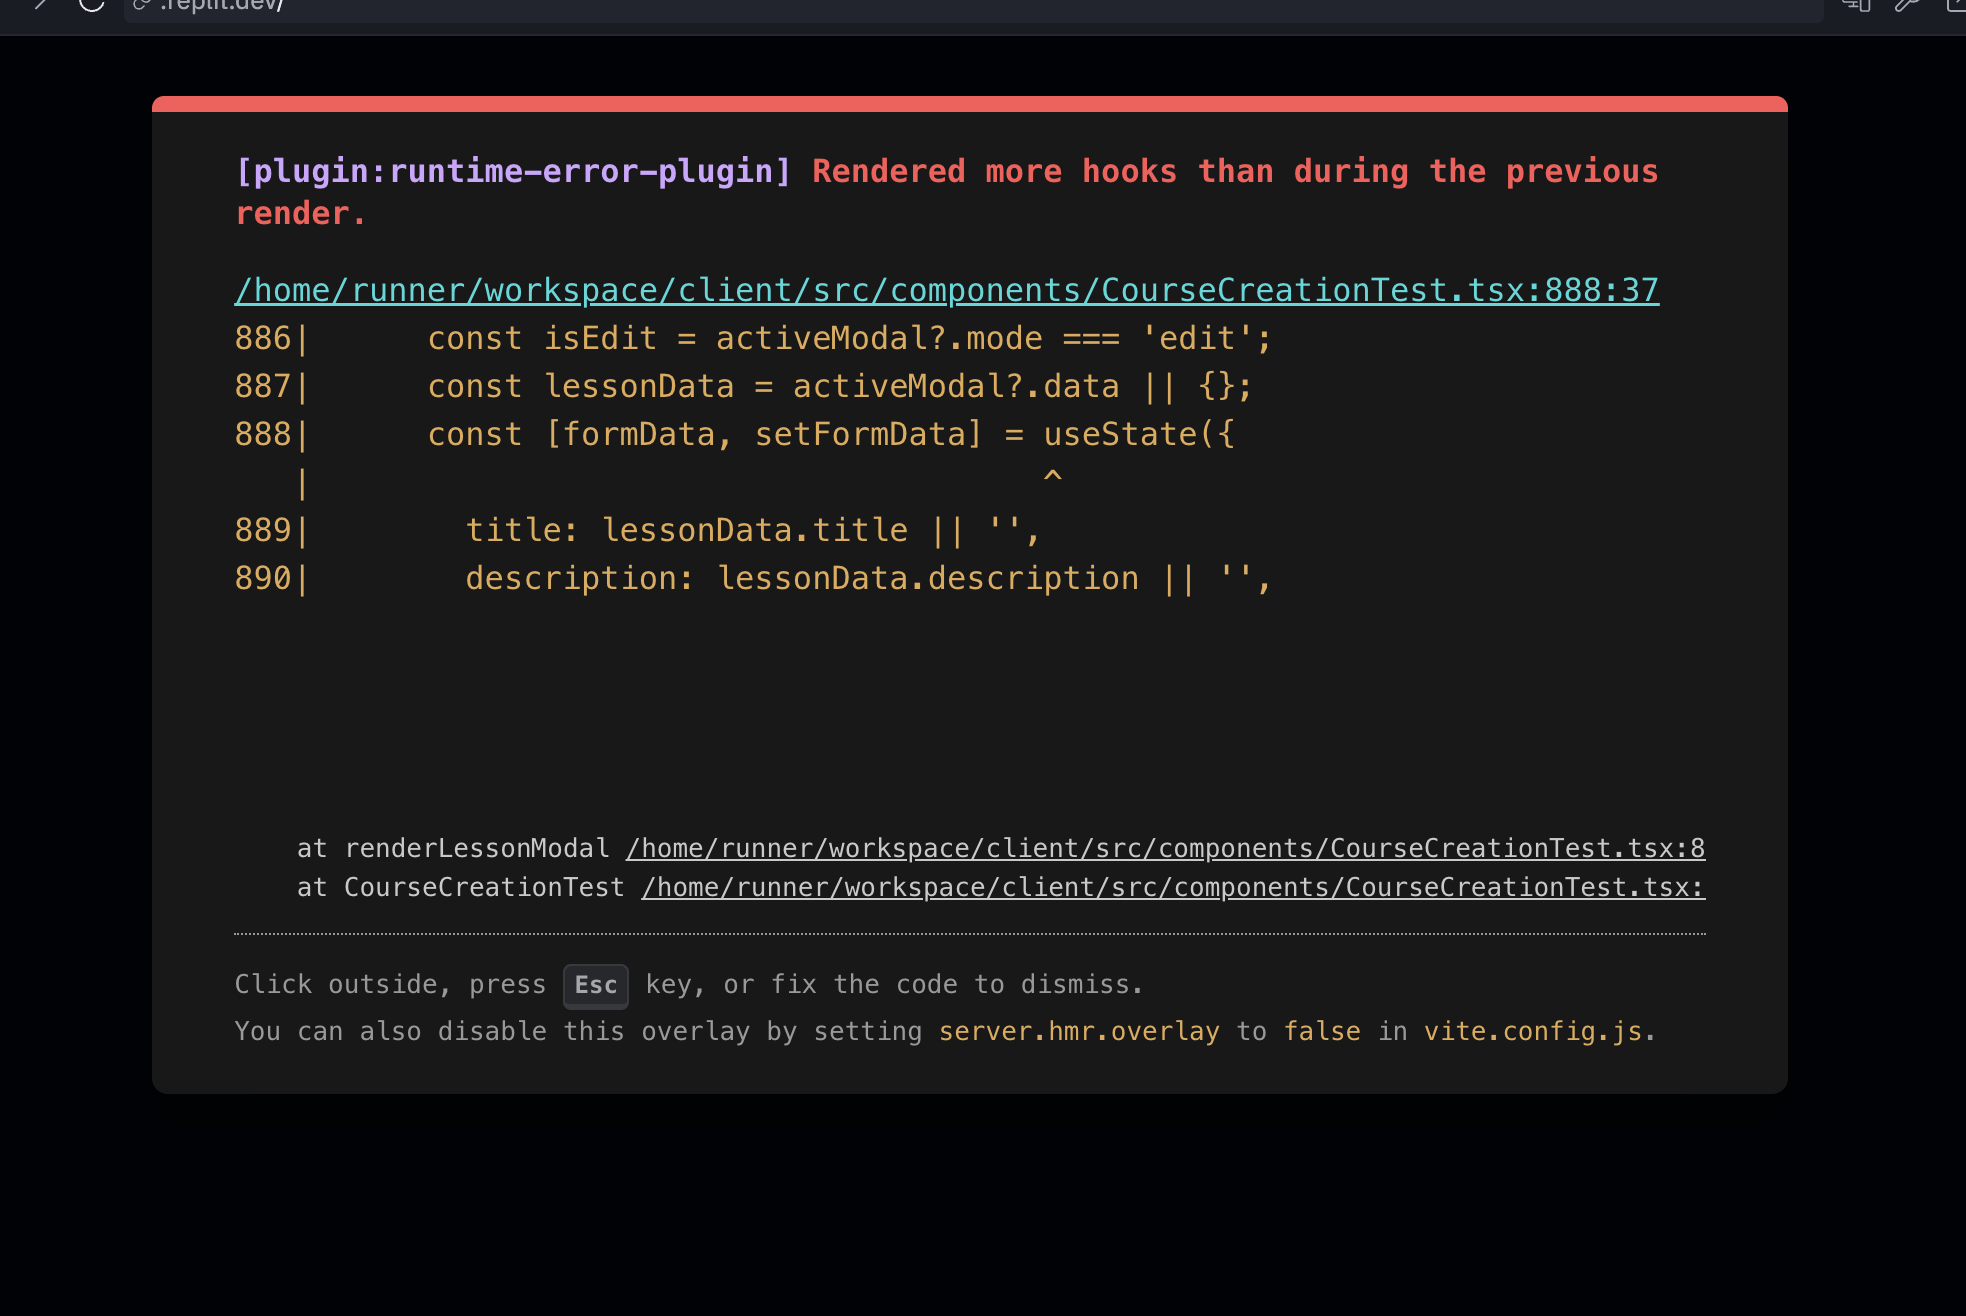 .replit.dev/
[plugin:runtime-error-plugin] Rendered more hooks than during the previous
render.
/home/runner/workspace/client/src/components/CourseCreationTest.tsx:888:37
886|      const isEdit = activeModal?.mode === 'edit';
887|      const lessonData = activeModal?.data || {};
888|      const [formData, setFormData] = useState({
   |                                      ^
889|        title: lessonData.title || '',
890|        description: lessonData.description || '',
at renderLessonModal /home/runner/workspace/client/src/components/CourseCreationTest.tsx:8
at CourseCreationTest /home/runner/workspace/client/src/components/CourseCreationTest.tsx:
Click outside, press Esc key, or fix the code to dismiss.
You can also disable this overlay by setting server.hmr.overlay to false in vite.config.js.